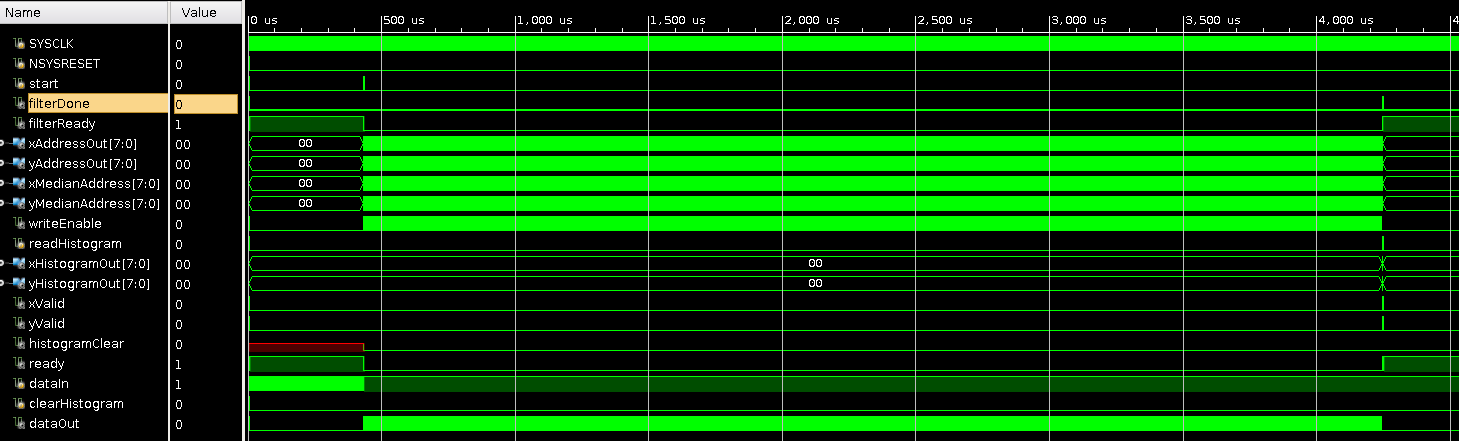 Name Value 0 us 500 us 1,000 us 1,500 us 2,000 us 2,500 us 3,000 us 3,500 us 4,000 us 4
SYSCLK 0
NSYSRESET 0
start 0
filterDone 0
filterReady 1
xAddressOut[7:0] 00 00
yAddressOut[7:0] 00 00
xMedianAddress[7:0] 00 00
yMedianAddress[7:0] 00 00
writeEnable 0
readHistogram 0
xHistogramOut[7:0] 00 00
yHistogramOut[7:0] 00 00
xValid 0
yValid 0
histogramClear 0
ready 1
dataIn 1
clearHistogram 0
dataOut 0